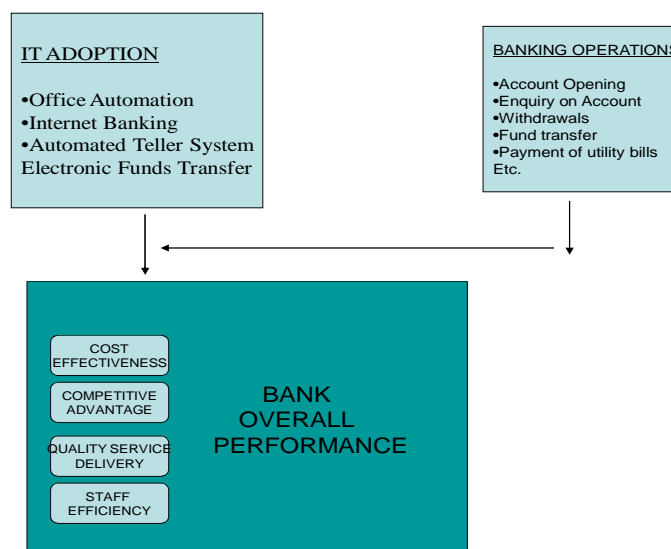 IT ADOPTION
•Office Automation
•Internet Banking
•Automated Teller System
Electronic Funds Transfer
BANKING OPERATIONS
•Account Opening
•Enquiry on Account
•Withdrawals
•Fund transfer
•Payment of utility bills
Etc.
COST
EFFECTIVENESS
COMPETITIVE
ADVANTAGE
QUALITY SERVICE
DELIVERY
STAFF
EFFICIENCY
BANK
OVERALL
PERFORMANCE